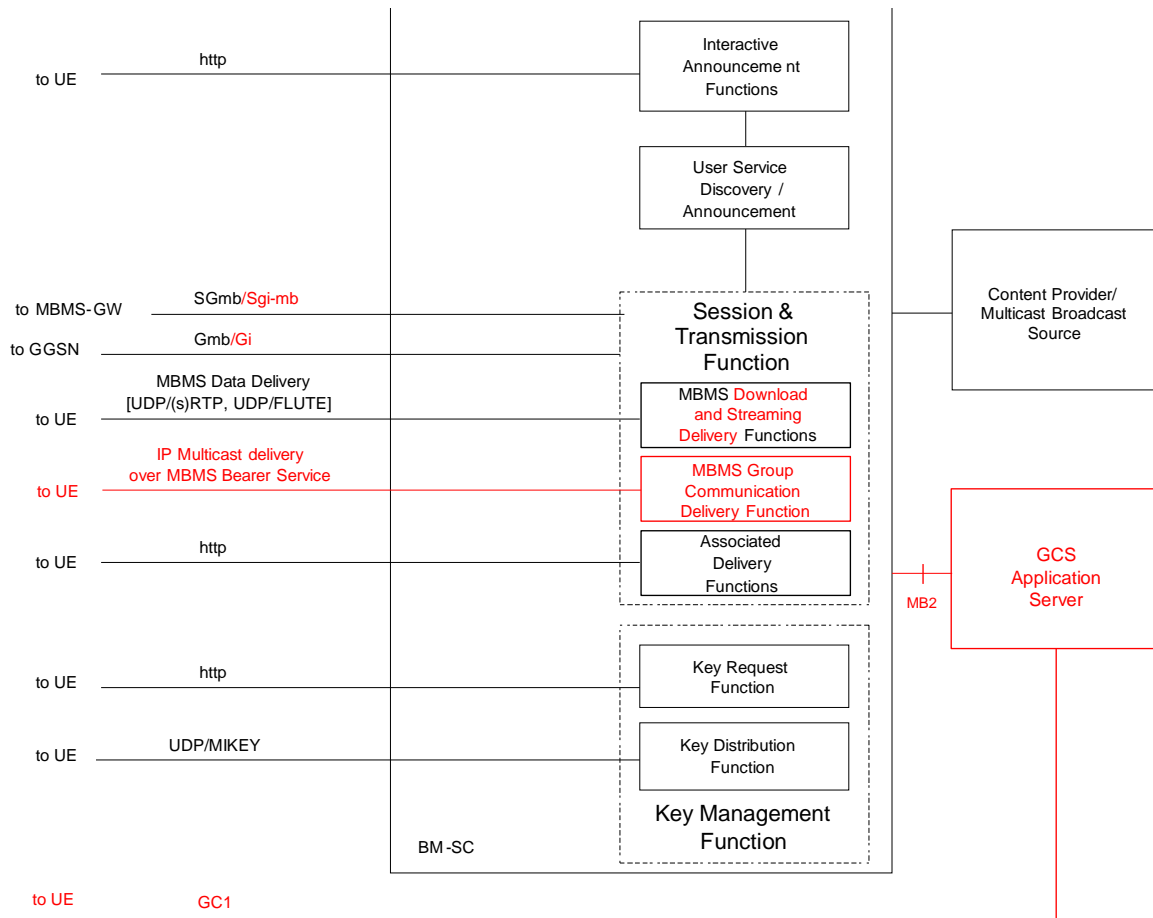 http
to UE
Interactive
Announceme nt
Functions
User Service
Discovery /
Announcement
SGmb/Sgi-mb
to MBMS-GW
Gmb/Gi
to GGSN
Session &
Transmission
Function
Content Provider/
Multicast Broadcast
Source
MBMS Data Delivery
[UDP/(s)RTP, UDP/FLUTE]
to UE
MBMS Download
and Streaming
Delivery Functions
IP Multicast delivery
over MBMS Bearer Service
to UE
MBMS Group
Communication
Delivery Function
http
to UE
Associated
Delivery
Functions
MB2
GCS
Application
Server
http
to UE
Key Request
Function
UDP/MIKEY
to UE
Key Distribution
Function
Key Management
Function
BM-SC
to UE
GC1